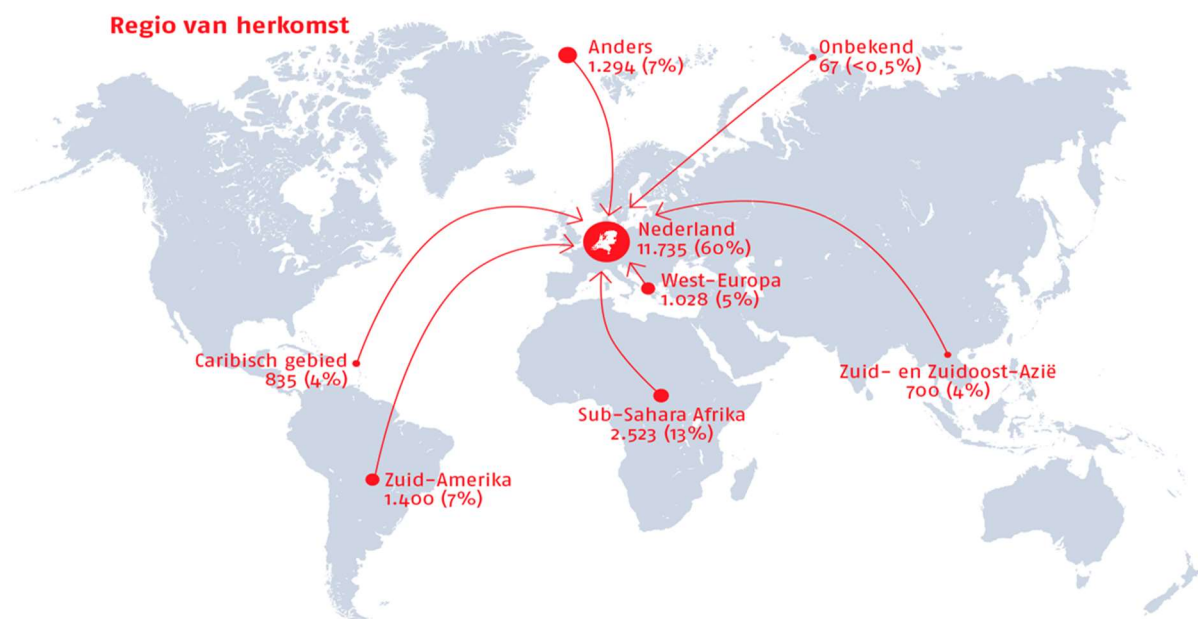 Regio van herkomst
Anders
1.294 (7%)
Onbekend
67 (<0,5%)
Nederland
11.735 (60%)
West-Europa
1.028 (5%)
Caribisch gebied
835 (4%)
Zuid- en Zuidoost-Azië
700 (4%)
Sub-Sahara Afrika
2.523 (13%)
Zuid-Amerika
1.400 (7%)